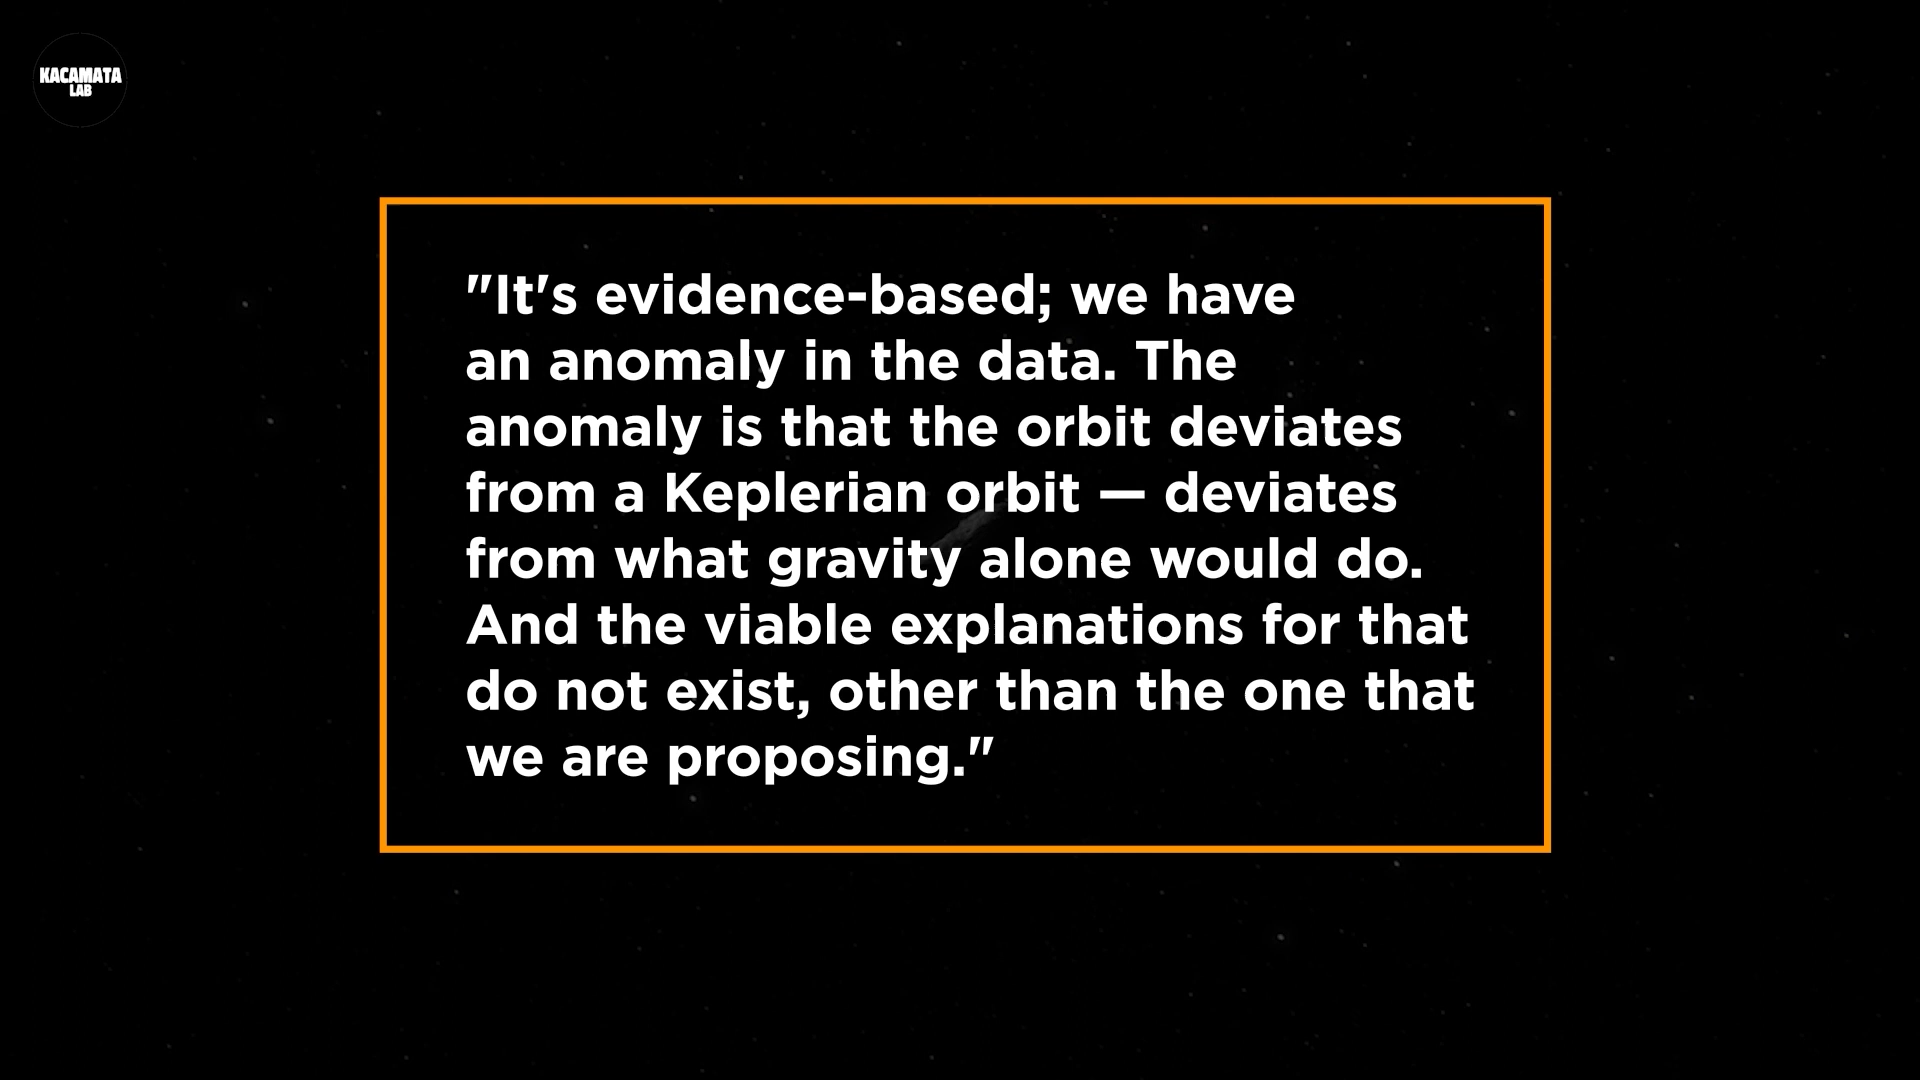 KACAMATA
LAB
"It's evidence-based; we have
an anomaly in the data. The
anomaly is that the orbit deviates
from a Keplerian orbit — deviates
from what gravity alone would do.
And the viable explanations for that
do not exist, other than the one that
we are proposing."